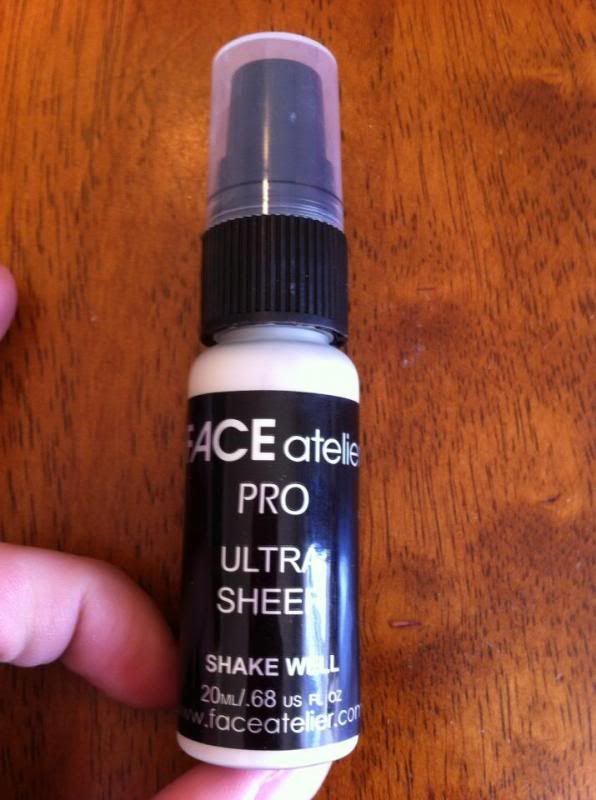 FACE atelier
PRO
ULTRA
SHEER
SHAKE WELL
20ML/.68 US FL OZ
www.faceatelier.com